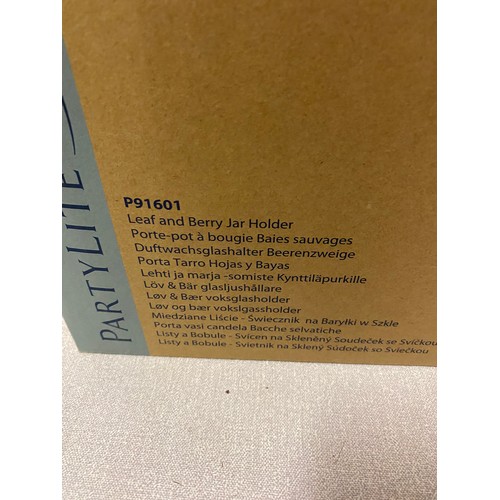 PARTYLITE
P91601
Leaf and Berry Jar Holder
Porte-pot à bougie Baies sauvages
Duftwachsglashalter Beerenzweige
Porta Tarro Hojas y Bayas
Lehti ja marja -somiste Kynttiläpurkille
Löv & Bär glasljushållare
Løv & Bær voksglasholder
Løv og bær vokslgassholder
Miedziane Liście - Świecznik na Baryłki w Szkle
Porta vasi candela Bacche selvatiche
Listy a Bobule - Svícen na Skleněný Soudeček se Svíčkou
Listy a Bobule - Svietnik na Sklený Súdoček so Sviečkou